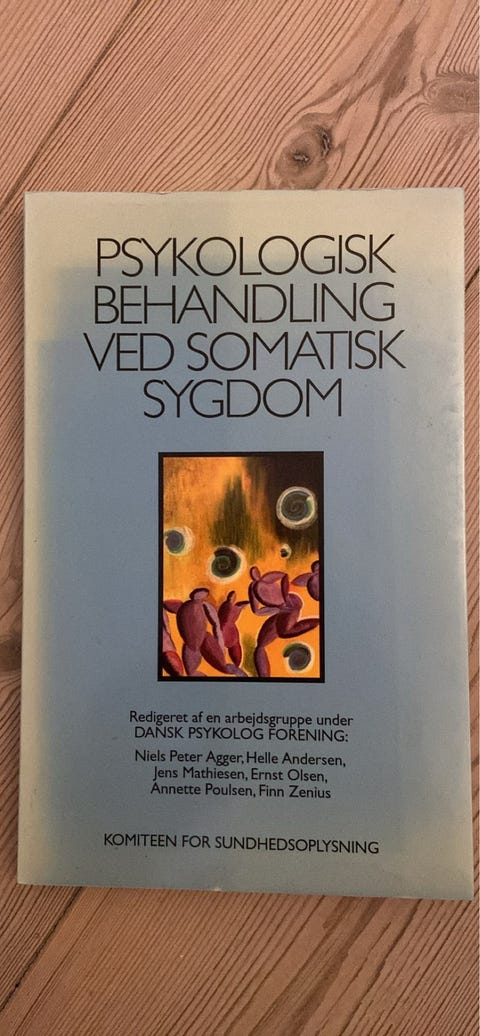 PSYKOLOGISK
BEHANDLING
VED SOMATISK
SYGDOM
Redigeret af en arbejdsgruppe under
DANSK PSYKOLOG FORENING:
Niels Peter Agger, Helle Andersen,
Jens Mathiesen, Ernst Olsen,
Annette Poulsen, Finn Zenius
KOMITEEN FOR SUNDHEDSOPLYSNING